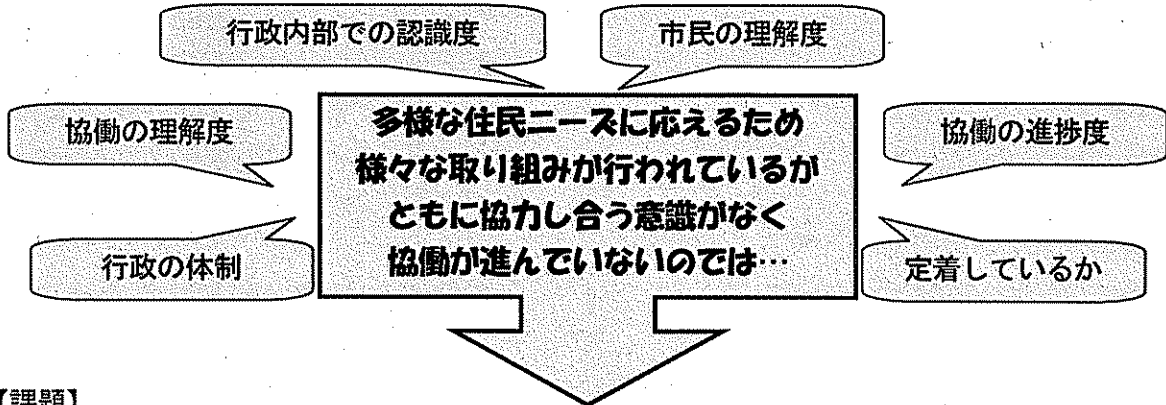 行政内部での認識度
市民の理解度
協働の理解度
多様な住民ニーズに応えるため
様々な取り組みが行われているが
ともに協力し合う意識がなく
協働が進んでいないのでは…
協働の進捗度
行政の体制
定着しているか
【課題】